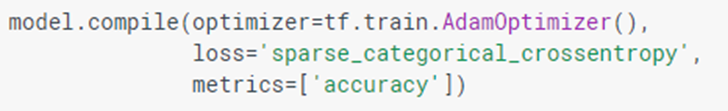 model.compile(optimizer=tf.train.AdamOptimizer(),
              loss='sparse_categorical_crossentropy',
              metrics=['accuracy'])